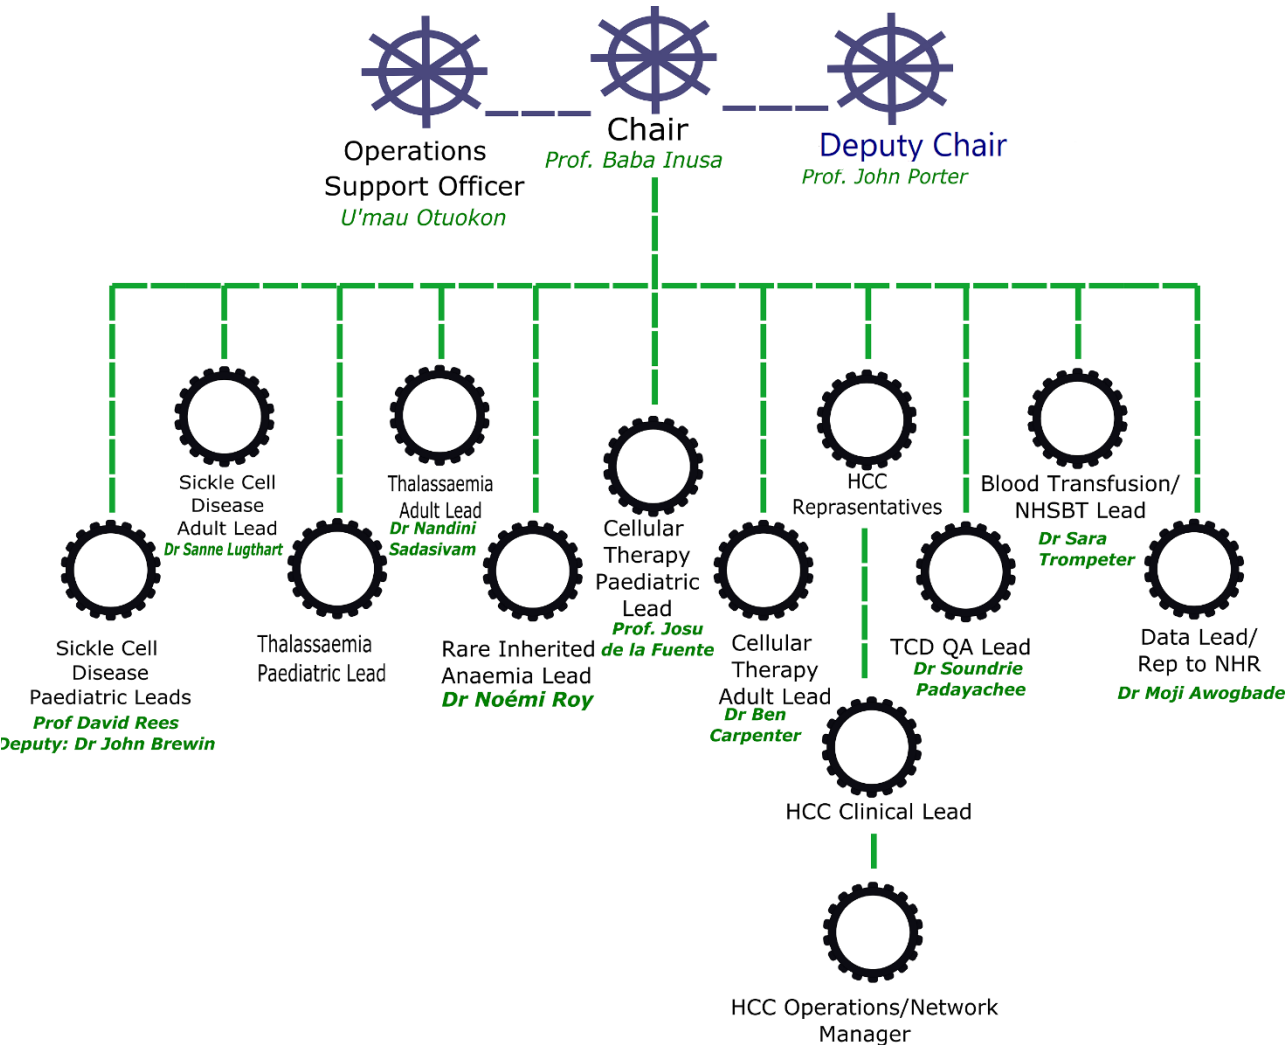 Operations
Support Officer
U'mau Otuokon
Chair
Prof. Baba Inusa
Deputy Chair
Prof. John Porter
Sickle Cell
Disease
Paediatric Leads
Prof David Rees
Deputy: Dr John Brewin
Sickle Cell
Disease
Adult Lead
Dr Sanne Lugthart
Thalassaemia
Paediatric Lead
Thalassaemia
Adult Lead
Dr Nandini
Sadasivam
Rare Inherited
Anaemia Lead
Dr Noémi Roy
Cellular
Therapy
Paediatric
Lead
Prof. Josu
de la Fuente
Cellular
Therapy
Adult Lead
Dr Ben
Carpenter
HCC
Reprasentatives
HCC Clinical Lead
HCC Operations/Network
Manager
TCD QA Lead
Dr Soundrie
Padayachee
Blood Transfusion/
NHSBT Lead
Dr Sara
Trompeter
Data Lead/
Rep to NHR
Dr Moji Awogbade